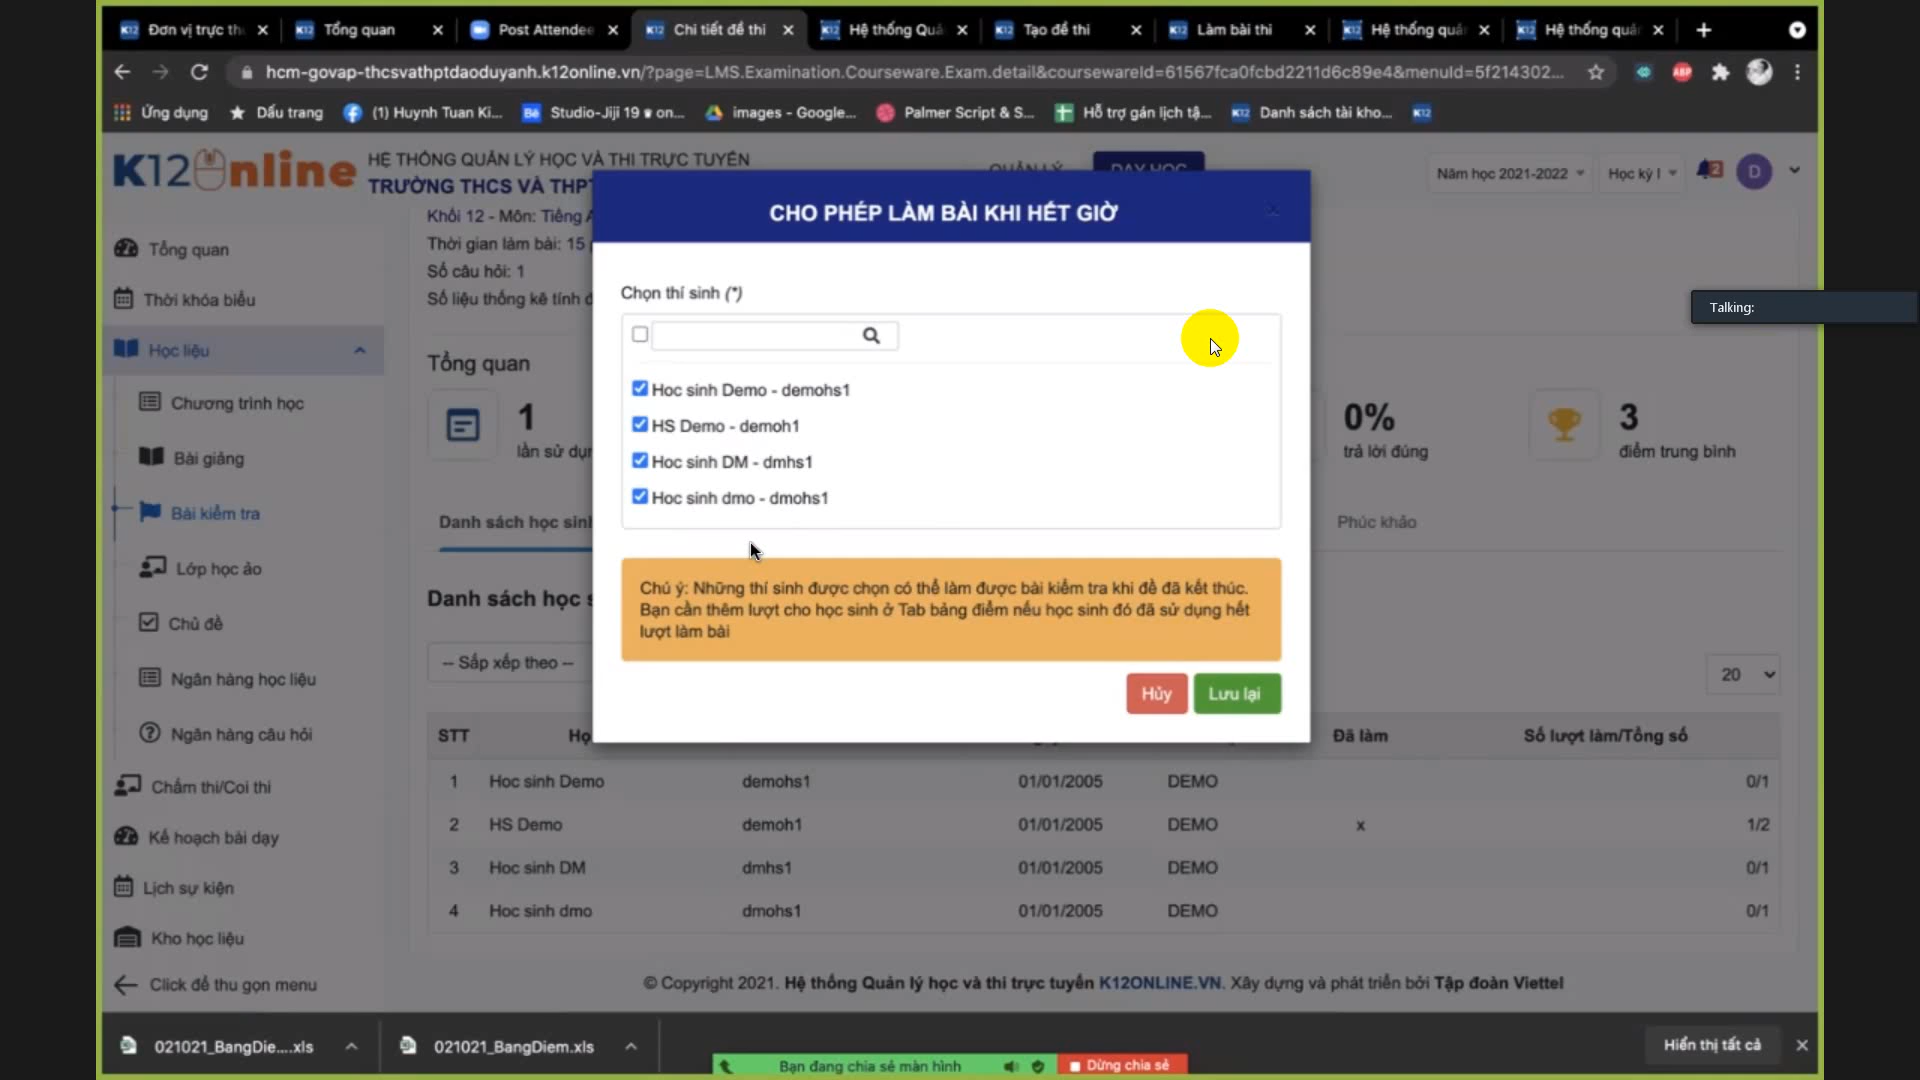 Đơn vị trực th
Tổng quan
Post Attendee
Chi tiết đề thi
Hệ thống Quả
Tạo đề thi
Làm bài thi
Hệ thống quả
Hệ thống quả
hcm-govap-thcsvathptdaoduyanh.k12online.vn/?page=LMS.Examination.Courseware.Exam.detail&coursewareId=61567fca0fcbd2211d6c89e4&menuId=5f214302...
ABP
Ứng dụng
Dấu trang
(1) Huynh Tuan Ki...
Studio-Jiji 19 ♛ on...
images - Google...
Palmer Script & S...
Hỗ trợ gán lịch tậ...
Danh sách tài kho...
K12
K12Online
HỆ THỐNG QUẢN LÝ HỌC VÀ THI TRỰC TUYẾN
TRƯỜNG THCS VÀ THP
QUẢN LÝ
DẠY HỌC
Năm học 2021-2022
Học kỳ I
2
D
Talking:
Tổng quan
Thời khóa biểu
Học liệu
Chương trình học
Bài giảng
Bài kiểm tra
Lớp học ảo
Chủ đề
Ngân hàng học liệu
Ngân hàng câu hỏi
Chấm thi/Coi thi
Kế hoạch bài dạy
Lịch sự kiện
Kho học liệu
Click để thu gọn menu
Khối 12 - Môn: Tiếng A
Thời gian làm bài: 15
Số câu hỏi: 1
Số liệu thống kê tính đ
Tổng quan
1
lần sử dụn
0%
trả lời đúng
3
điểm trung bình
Danh sách học sinh
Phúc khảo
Danh sách học s
-- Sắp xếp theo --
20
CHO PHÉP LÀM BÀI KHI HẾT GIỜ
Chọn thí sinh (*)
Hoc sinh Demo - demohs1
HS Demo - demoh1
Hoc sinh DM - dmhs1
Hoc sinh dmo - dmohs1
Chú ý: Những thí sinh được chọn có thể làm được bài kiểm tra khi đề đã kết thúc.
Bạn cần thêm lượt cho học sinh ở Tab bảng điểm nếu học sinh đó đã sử dụng hết
lượt làm bài
Hủy
Lưu lại
STT
Họ
Đã làm
Số lượt làm/Tổng số
1 Hoc sinh Demo demohs1 01/01/2005 DEMO 0/1
2 HS Demo demoh1 01/01/2005 DEMO x 1/2
3 Hoc sinh DM dmhs1 01/01/2005 DEMO 0/1
4 Hoc sinh dmo dmohs1 01/01/2005 DEMO 0/1
© Copyright 2021. Hệ thống Quản lý học và thi trực tuyến K12ONLINE.VN. Xây dựng và phát triển bởi Tập đoàn Viettel
021021_BangDie....xls
021021_BangDiem.xls
Hiển thị tất cả
Bạn đang chia sẻ màn hình
Dừng chia sẻ